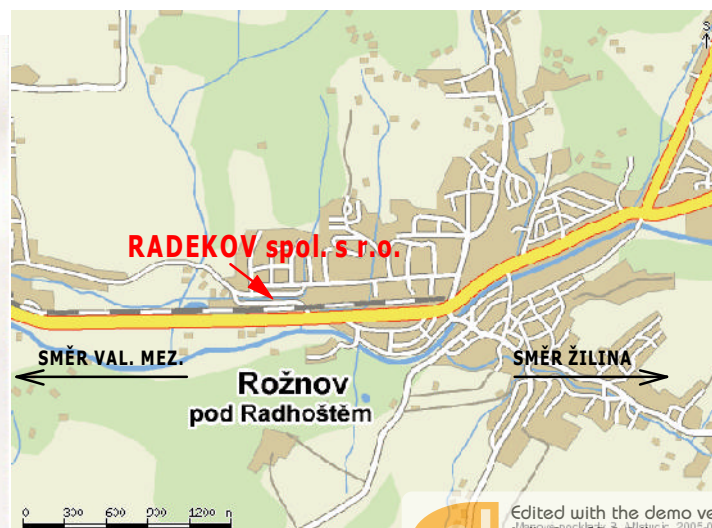 S
RADEKOV spol. s r.o.
SMĚR VAL. MEZ.
SMĚR ŽILINA
Rožnov
pod Radhoštěm
0 300 600 900 1200 m
Edited with the demo ve
2005